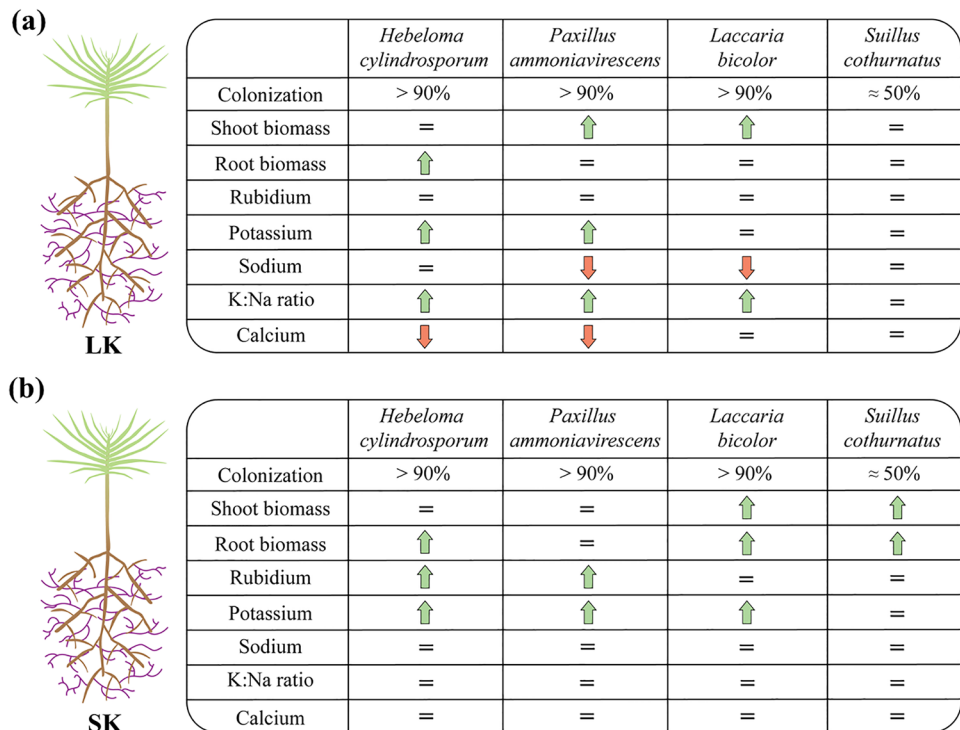 (a)
Hebeloma cylindrosporum Paxillus ammoniavirescens Laccaria bicolor Suillus cothurnatus
Colonization > 90% > 90% > 90% ≈ 50%
Shoot biomass = =
Root biomass = = =
Rubidium = = = =
Potassium = =
Sodium = =
K:Na ratio =
Calcium = =
LK
(b)
Hebeloma cylindrosporum Paxillus ammoniavirescens Laccaria bicolor Suillus cothurnatus
Colonization > 90% > 90% > 90% ≈ 50%
Shoot biomass = =
Root biomass =
Rubidium = =
Potassium =
Sodium = = = =
K:Na ratio = = = =
Calcium = = = =
SK